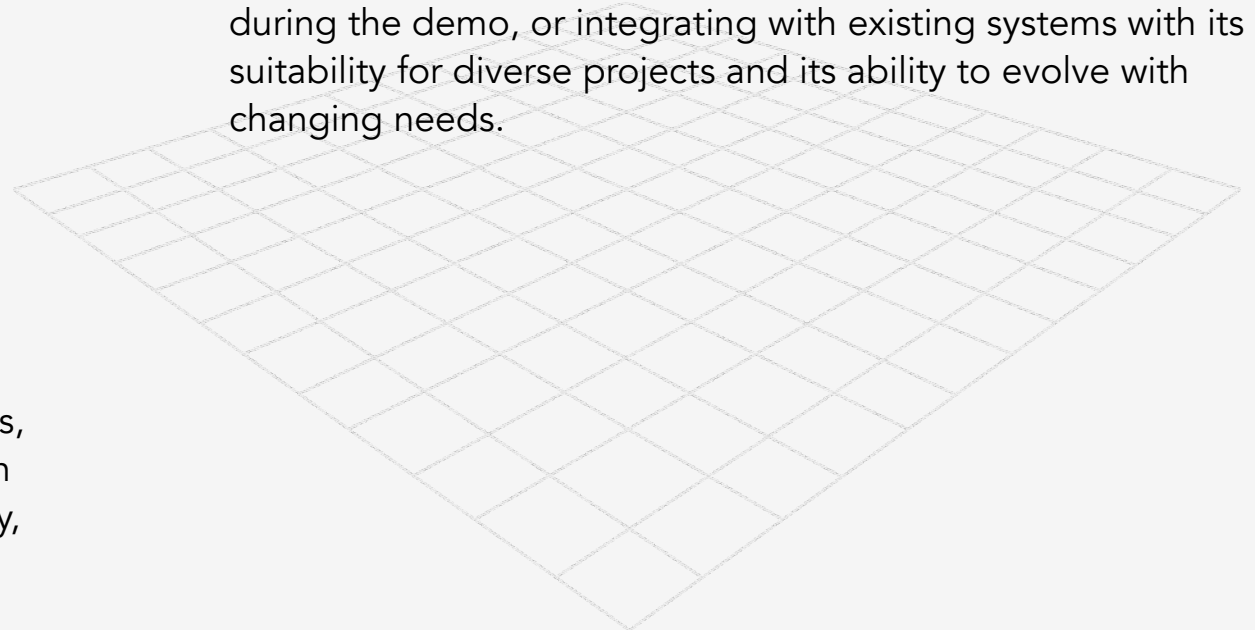 during the demo, or integrating with existing systems with its
suitability for diverse projects and its ability to evolve with
changing needs.
s,
n
y,